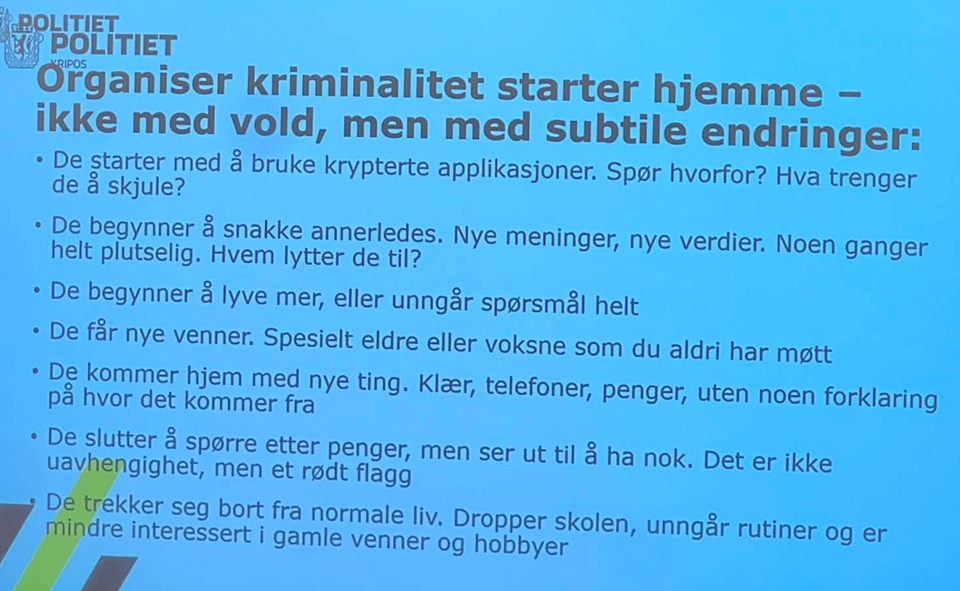 POLITIET
POLITIET
KRIPOS
Organiser kriminalitet starter hjemme –
ikke med vold, men med subtile endringer:
• De starter med å bruke krypterte applikasjoner. Spør hvorfor? Hva trenger
de å skjule?
• De begynner å snakke annerledes. Nye meninger, nye verdier. Noen ganger
helt plutselig. Hvem lytter de til?
• De begynner å lyve mer, eller unngår spørsmål helt
• De får nye venner. Spesielt eldre eller voksne som du aldri har møtt
• De kommer hjem med nye ting. Klær, telefoner, penger, uten noen forklaring
på hvor det kommer fra
• De slutter å spørre etter penger, men ser ut til å ha nok. Det er ikke
uavhengighet, men et rødt flagg
• De trekker seg bort fra normale liv. Dropper skolen, unngår rutiner og er
mindre interessert i gamle venner og hobbyer